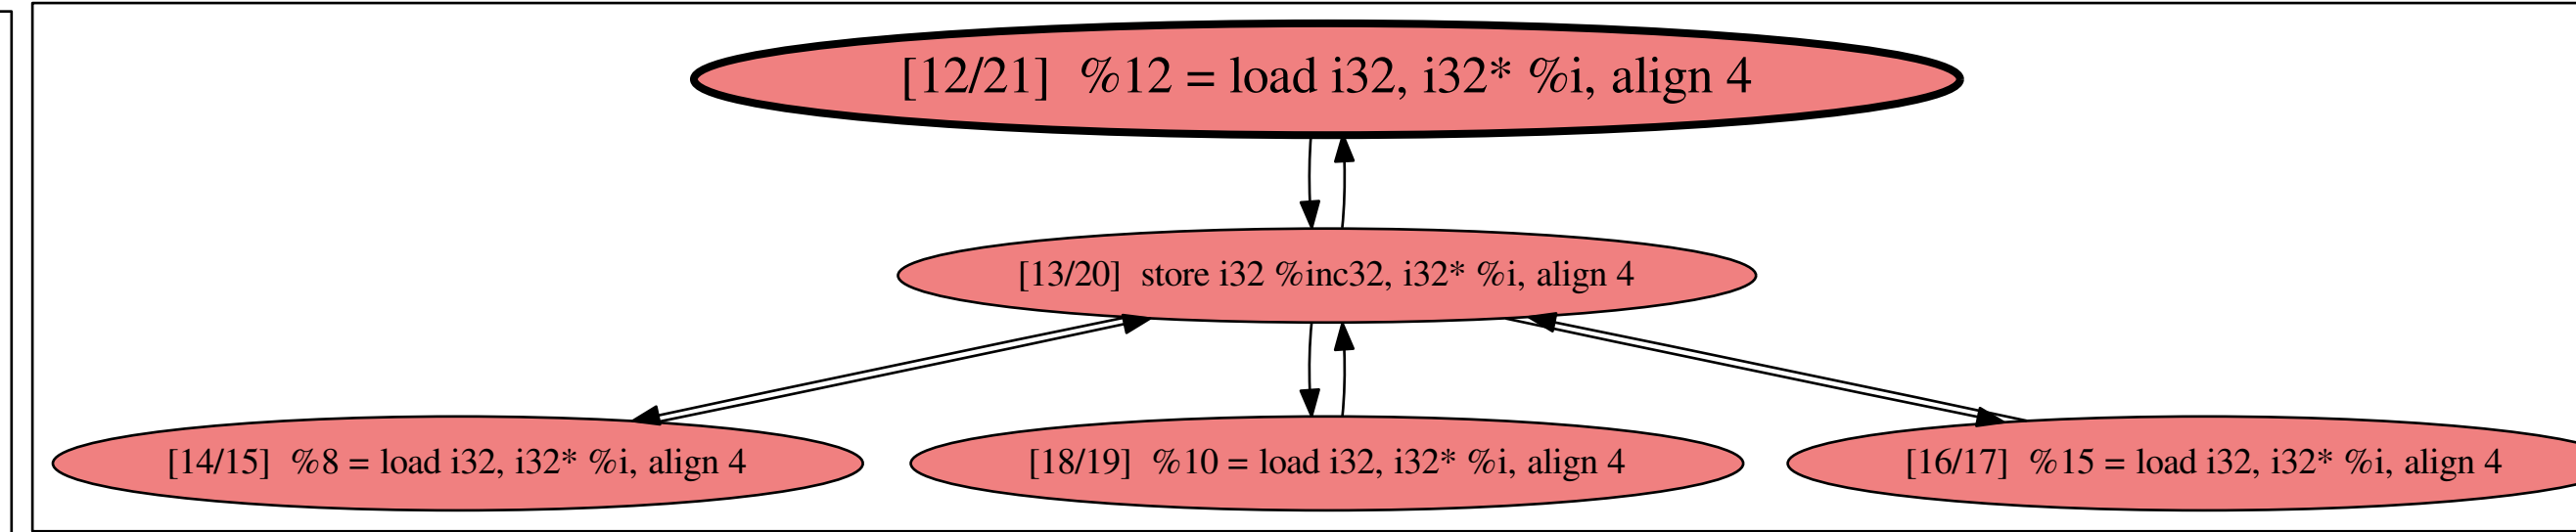 [12/21]  %12 = load i32, i32* %i, align 4
[13/20]  store i32 %inc32, i32* %i, align 4
[14/15]  %8 = load i32, i32* %i, align 4
[18/19]  %10 = load i32, i32* %i, align 4
[16/17]  %15 = load i32, i32* %i, align 4